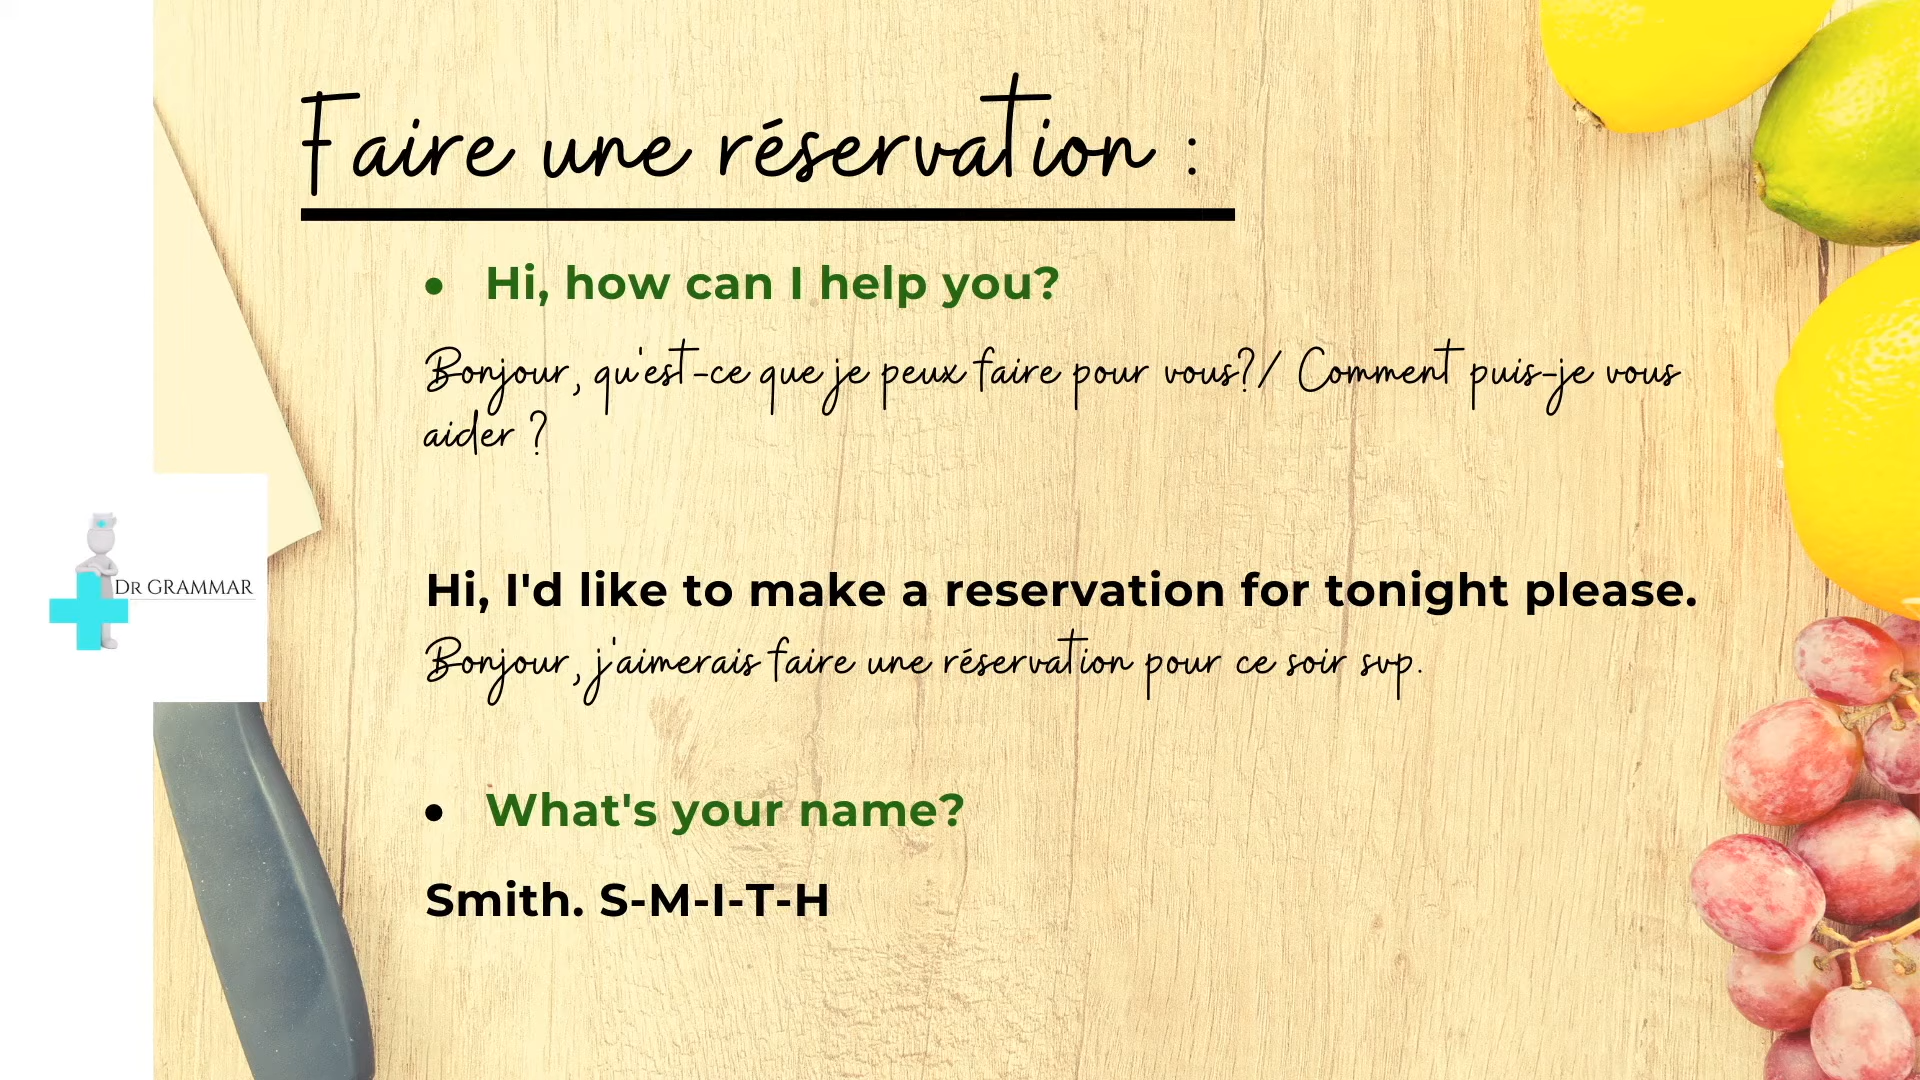 Faire une réservation :
• Hi, how can I help you?
Bonjour, qu'est-ce que je peux faire pour vous?/ Comment puis-je vous
aider ?
Hi, I'd like to make a reservation for tonight please.
Bonjour, j'aimerais faire une réservation pour ce soir svp.
• What's your name?
Smith. S-M-I-T-H
DR GRAMMAR